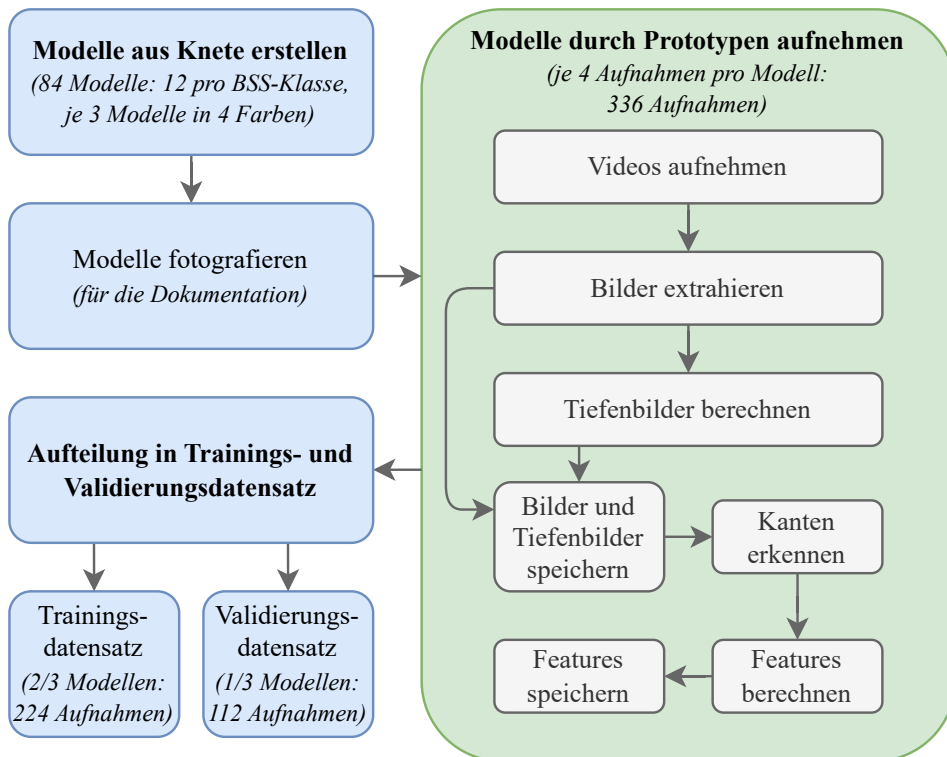 Modelle aus Knete erstellen
(84 Modelle: 12 pro BSS-Klasse,
je 3 Modelle in 4 Farben)
Modelle fotografieren
(für die Dokumentation)
Modelle durch Prototypen aufnehmen
(je 4 Aufnahmen pro Modell:
336 Aufnahmen)
Videos aufnehmen
Bilder extrahieren
Tiefenbilder berechnen
Bilder und
Tiefenbilder
speichern
Kanten
erkennen
Features
berechnen
Features
speichern
Aufteilung in Trainings- und
Validierungsdatensatz
Trainings-
datensatz
(2/3 Modellen:
224 Aufnahmen)
Validierungs-
datensatz
(1/3 Modellen:
112 Aufnahmen)